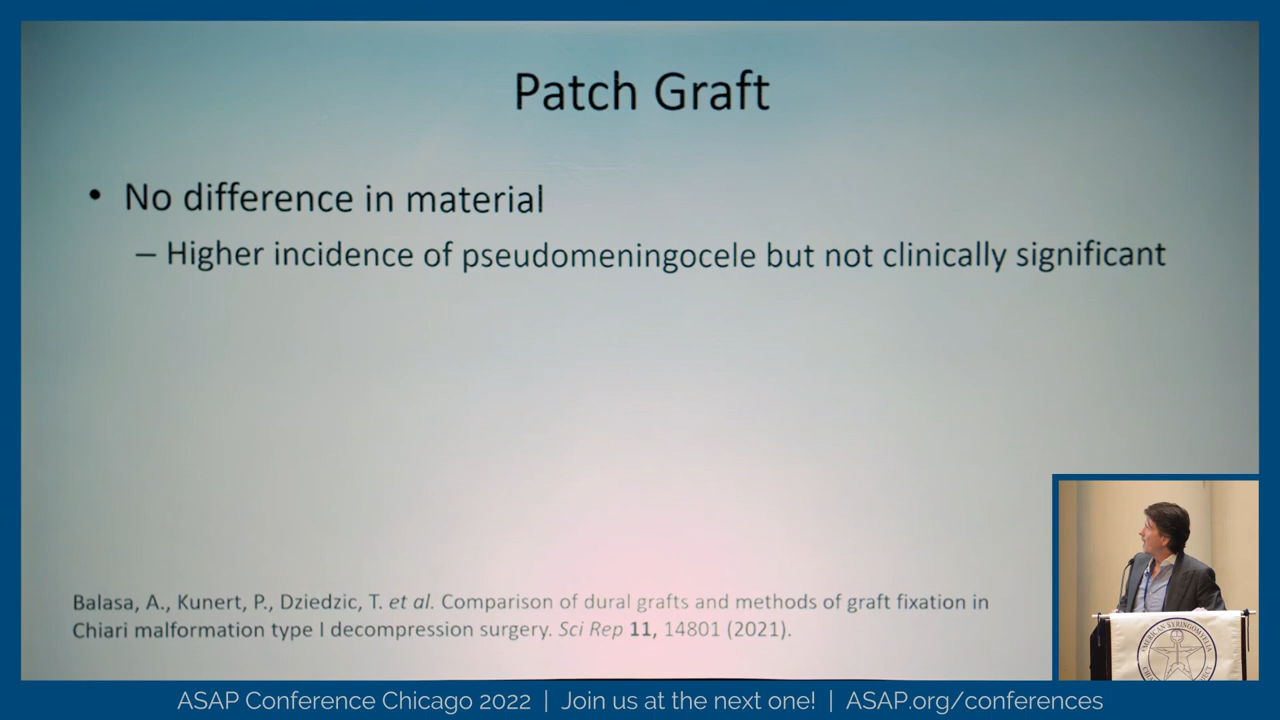 Patch Graft
• No difference in material
– Higher incidence of pseudomeningocele but not clinically significant
Balasa, A., Kunert, P., Dziedzic, T. et al. Comparison of dural grafts and methods of graft fixation in
Chiari malformation type I decompression surgery. Sci Rep 11, 14801 (2021).
AMERICAN SYRINGOMYELIA
ASAP Conference Chicago 2022 | Join us at the next one! | ASAP.org/conferences